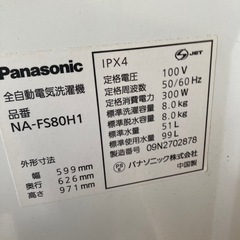 Panasonic
全自動電気洗濯機
品番
NA-FS80H1
外形寸法
幅 599mm
奥行 626mm
高さ 971mm
IPX4
JET
定格電圧 100V
定格周波数 50/60Hz
定格消費電力 300W
標準洗濯容量 8.0kg
標準脱水容量 8.0kg
標準水量 51L
標準使用水量 99L
製造番号 09N2702878
パナソニック株式会社
中国製